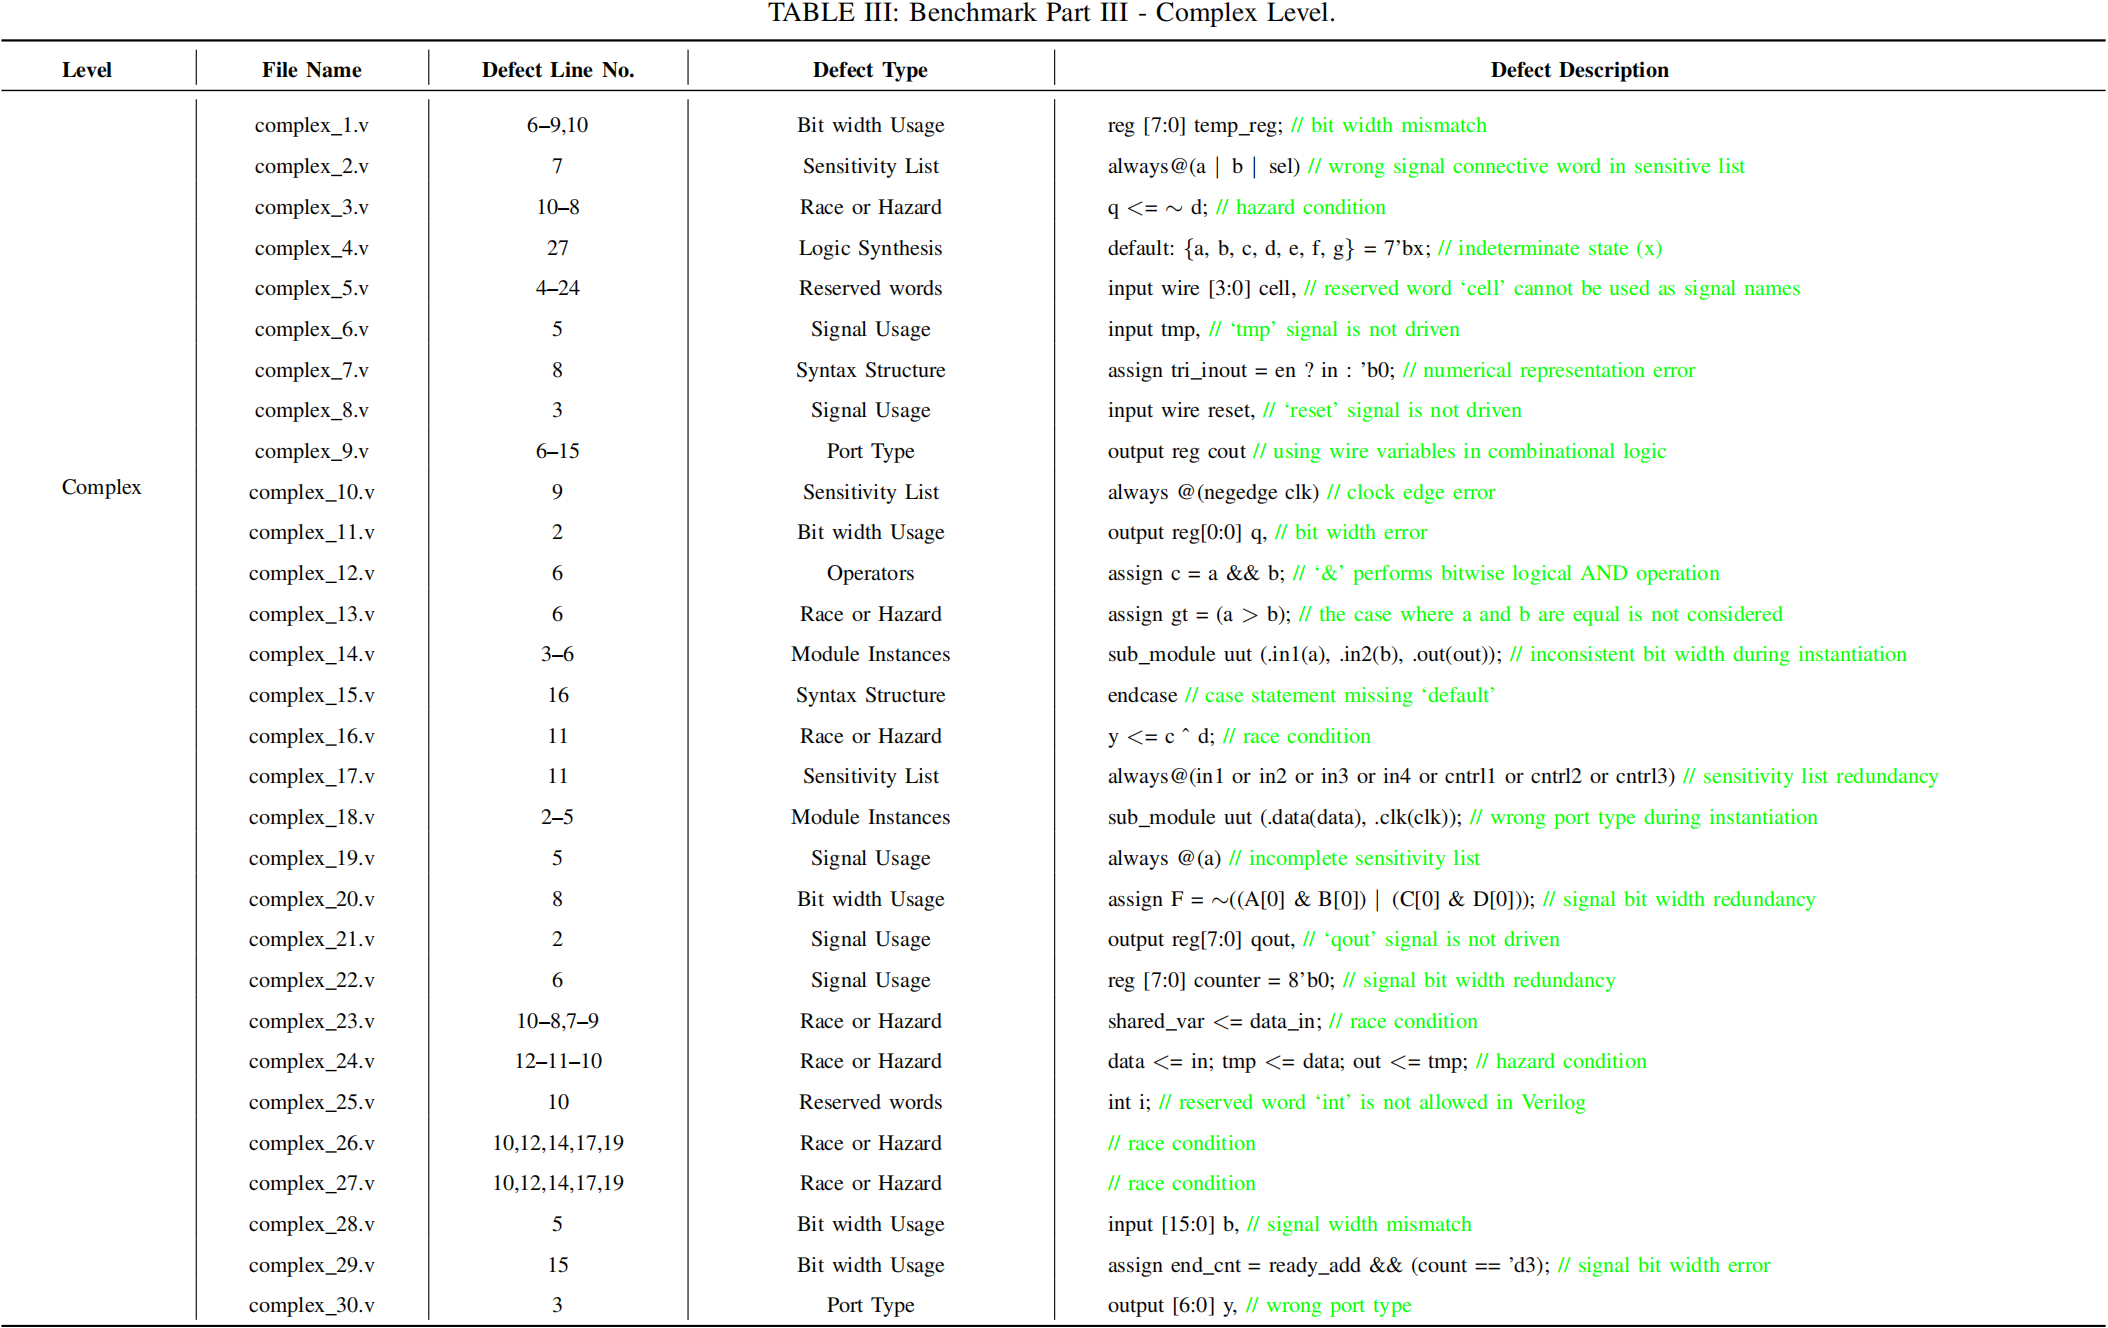 TABLE III: Benchmark Part III - Complex Level.
Level File Name Defect Line No. Defect Type Defect Description
complex_1.v 6–9,10 Bit width Usage reg [7:0] temp_reg; // bit width mismatch
complex_2.v 7 Sensitivity List always@(a | b | sel) // wrong signal connective word in sensitive list
complex_3.v 10–8 Race or Hazard q <= ~ d; // hazard condition
complex_4.v 27 Logic Synthesis default: {a, b, c, d, e, f, g} = 7’bx; // indeterminate state (x)
complex_5.v 4–24 Reserved words input wire [3:0] cell, // reserved word ‘cell’ cannot be used as signal names
complex_6.v 5 Signal Usage input tmp, // ‘tmp’ signal is not driven
complex_7.v 8 Syntax Structure assign tri_inout = en ? in : ’b0; // numerical representation error
complex_8.v 3 Signal Usage input wire reset, // ‘reset’ signal is not driven
complex_9.v 6–15 Port Type output reg cout // using wire variables in combinational logic
Complex
complex_10.v 9 Sensitivity List always @(negedge clk) // clock edge error
complex_11.v 2 Bit width Usage output reg[0:0] q, // bit width error
complex_12.v 6 Operators assign c = a && b; // ‘&’ performs bitwise logical AND operation
complex_13.v 6 Race or Hazard assign gt = (a > b); // the case where a and b are equal is not considered
complex_14.v 3–6 Module Instances sub_module uut (.in1(a), .in2(b), .out(out)); // inconsistent bit width during instantiation
complex_15.v 16 Syntax Structure endcase // case statement missing ‘default’
complex_16.v 11 Race or Hazard y <= c ˆ d; // race condition
complex_17.v 11 Sensitivity List always@(in1 or in2 or in3 or in4 or cntrl1 or cntrl2 or cntrl3) // sensitivity list redundancy
complex_18.v 2–5 Module Instances sub_module uut (.data(data), .clk(clk)); // wrong port type during instantiation
complex_19.v 5 Signal Usage always @(a) // incomplete sensitivity list
complex_20.v 8 Bit width Usage assign F = ~((A[0] & B[0]) | (C[0] & D[0])); // signal bit width redundancy
complex_21.v 2 Signal Usage output reg[7:0] qout, // ‘qout’ signal is not driven
complex_22.v 6 Signal Usage reg [7:0] counter = 8’b0; // signal bit width redundancy
complex_23.v 10–8,7–9 Race or Hazard shared_var <= data_in; // race condition
complex_24.v 12–11–10 Race or Hazard data <= in; tmp <= data; out <= tmp; // hazard condition
complex_25.v 10 Reserved words int i; // reserved word ‘int’ is not allowed in Verilog
complex_26.v 10,12,14,17,19 Race or Hazard // race condition
complex_27.v 10,12,14,17,19 Race or Hazard // race condition
complex_28.v 5 Bit width Usage input [15:0] b, // signal width mismatch
complex_29.v 15 Bit width Usage assign end_cnt = ready_add && (count == ’d3); // signal bit width error
complex_30.v 3 Port Type output [6:0] y, // wrong port type